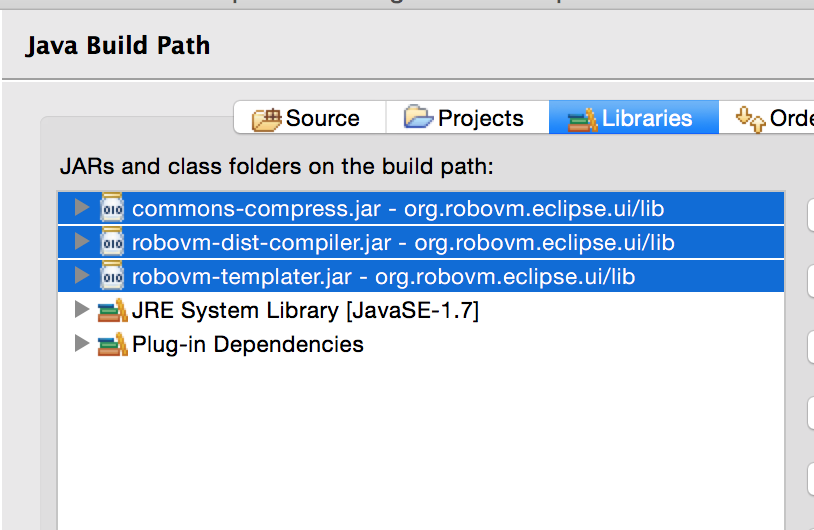 Java Build Path
Source Projects Libraries Orde
JARs and class folders on the build path:
commons-compress.jar - org.robovm.eclipse.ui/lib
robovm-dist-compiler.jar - org.robovm.eclipse.ui/lib
robovm-templater.jar - org.robovm.eclipse.ui/lib
JRE System Library [JavaSE-1.7]
Plug-in Dependencies